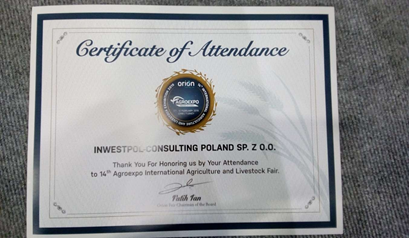 Certificate of Attendance
orion
AGROEXPO
INWESTPOL CONSULTING POLAND SP. Z O.O.
Thank You For Honoring us by Your Attendance
to 14th Agroexpo International Agriculture and Livestock Fair.
Fatih Tan